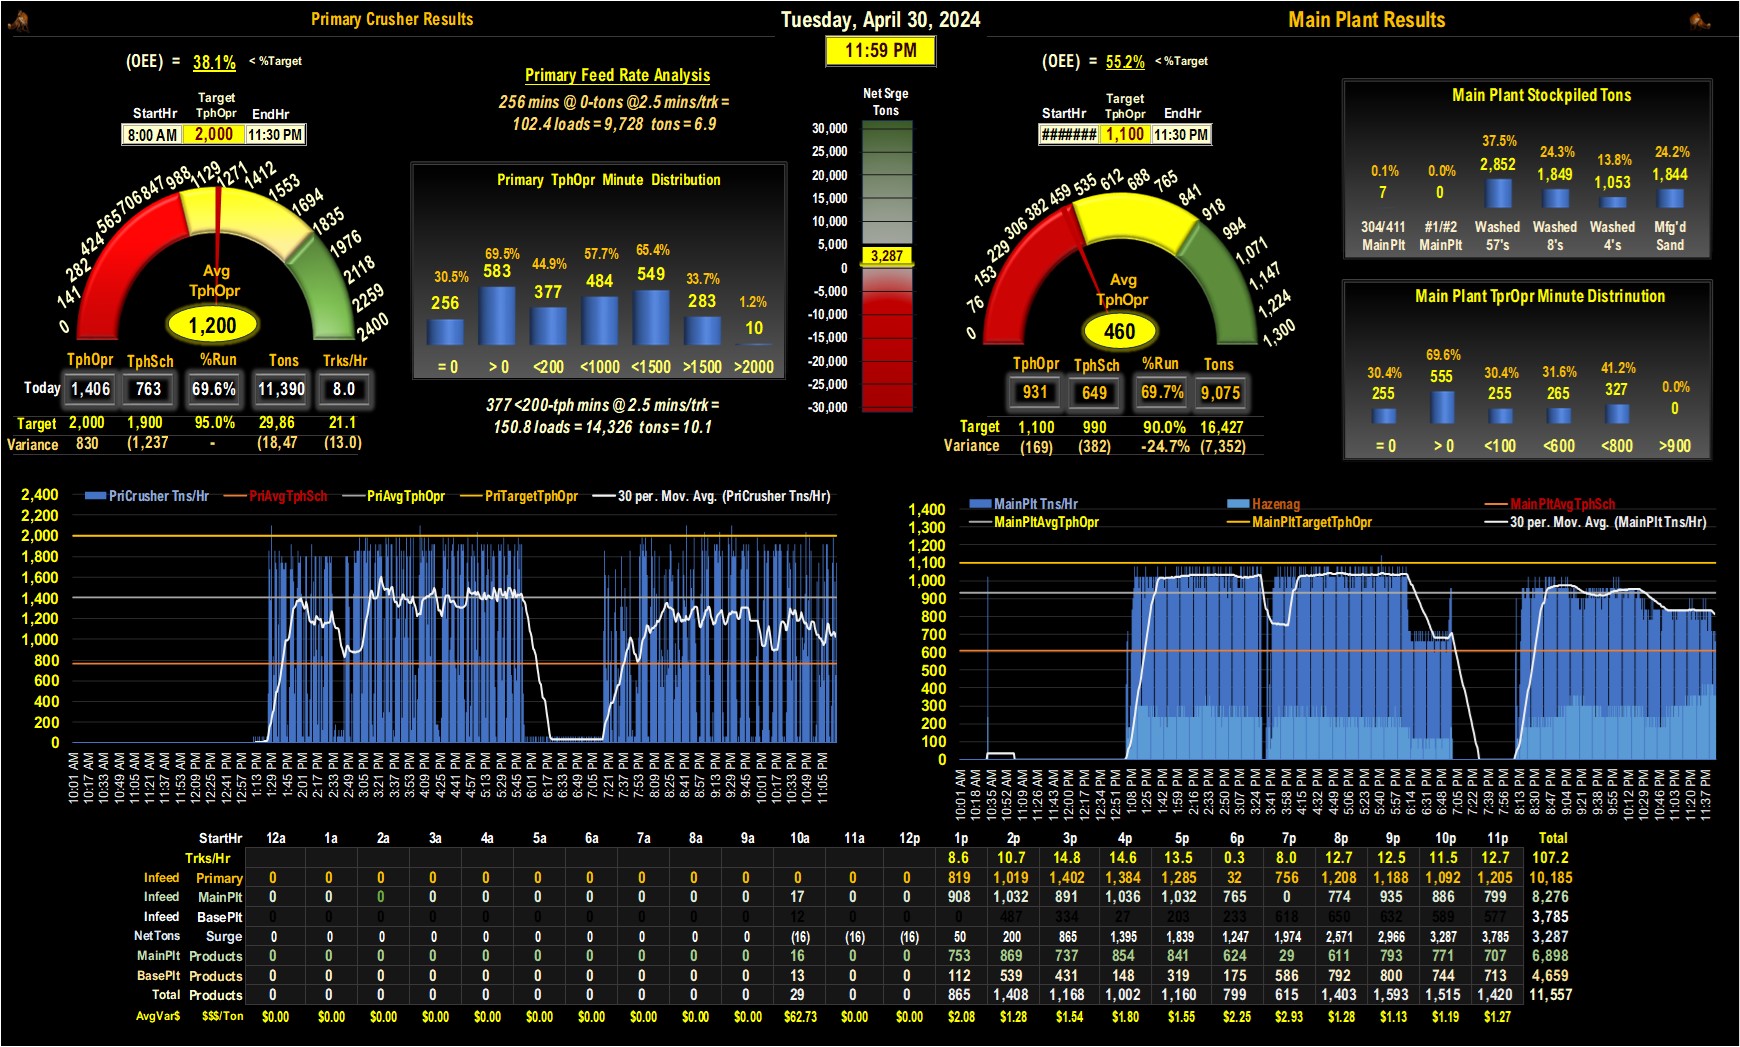 Primary Crusher Results
Tuesday, April 30, 2024
Main Plant Results
11:59 PM
(OEE) = 38.1% < %Target
StartHr Target TphOpr EndHr
8:00 AM 2,000 11:30 PM
0 141 282 424 565 706 847 988 1129 1271 1412 1553 1694 1835 1976 2118 2259 2400
Avg
TphOpr
1,200
TphOpr TphSch %Run Tons Trks/Hr
Today 1,406 763 69.6% 11,390 8.0
Target 2,000 1,900 95.0% 29,86 21.1
Variance 830 (1,237 - (18,47 (13.0)
Primary Feed Rate Analysis
256 mins @ 0-tons @2.5 mins/trk =
102.4 loads = 9,728 tons = 6.9
Primary TphOpr Minute Distribution
30.5% 69.5% 44.9% 57.7% 65.4% 33.7% 1.2%
256 583 377 484 549 283 10
= 0 > 0 <200 <1000 <1500 >1500 >2000
377 <200-tph mins @ 2.5 mins/trk =
150.8 loads = 14,326 tons = 10.1
Net Srge
Tons
30,000
25,000
20,000
15,000
10,000
5,000
3,287
0
-5,000
-10,000
-15,000
-20,000
-25,000
-30,000
(OEE) = 55.2% < %Target
StartHr Target TphOpr EndHr
####### 1,100 11:30 PM
0 76 153 229 306 382 459 535 612 688 765 841 918 994 1,071 1,147 1,224 1,300
Avg
TphOpr
460
TphOpr TphSch %Run Tons
931 649 69.7% 9,075
Target 1,100 990 90.0% 16,427
Variance (169) (382) -24.7% (7,352)
Main Plant Stockpiled Tons
0.1% 0.0% 37.5% 24.3% 13.8% 24.2%
7 0 2,852 1,849 1,053 1,844
304/411 #1/#2 Washed Washed Washed Mfg'd
MainPlt MainPlt 57's 8's 4's Sand
Main Plant TprOpr Minute Distrinution
30.4% 69.6% 30.4% 31.6% 41.2% 0.0%
255 555 255 265 327 0
= 0 > 0 <100 <600 <800 >900
PriCrusher Tns/Hr PriAvgTphSch PriAvgTphOpr PriTargetTphOpr 30 per. Mov. Avg. (PriCrusher Tns/Hr)
2,400
2,200
2,000
1,800
1,600
1,400
1,200
1,000
800
600
400
200
0
10:01 AM 10:17 AM 10:33 AM 10:49 AM 11:05 AM 11:21 AM 11:37 AM 11:53 AM 12:09 PM 12:25 PM 12:41 PM 12:57 PM 1:13 PM 1:29 PM 1:45 PM 2:01 PM 2:17 PM 2:33 PM 2:49 PM 3:05 PM 3:21 PM 3:37 PM 3:53 PM 4:09 PM 4:25 PM 4:41 PM 4:57 PM 5:13 PM 5:29 PM 5:45 PM 6:01 PM 6:17 PM 6:33 PM 6:49 PM 7:05 PM 7:21 PM 7:37 PM 7:53 PM 8:09 PM 8:25 PM 8:41 PM 8:57 PM 9:13 PM 9:29 PM 9:45 PM 10:01 PM 10:17 PM 10:33 PM 10:49 PM 11:05 PM
MainPlt Tns/Hr Hazenag MainPltAvgTphSch
MainPltAvgTphOpr MainPltTargetTphOpr 30 per. Mov. Avg. (MainPlt Tns/Hr)
1,400
1,300
1,200
1,100
1,000
900
800
700
600
500
400
300
200
100
0
10:01 AM 10:18 AM 10:35 AM 10:52 AM 11:09 AM 11:26 AM 11:43 AM 12:00 PM 12:17 PM 12:34 PM 12:51 PM 1:08 PM 1:25 PM 1:42 PM 1:59 PM 2:16 PM 2:33 PM 2:50 PM 3:07 PM 3:24 PM 3:41 PM 3:58 PM 4:15 PM 4:32 PM 4:49 PM 5:06 PM 5:23 PM 5:40 PM 5:57 PM 6:14 PM 6:31 PM 6:48 PM 7:05 PM 7:22 PM 7:39 PM 7:56 PM 8:13 PM 8:30 PM 8:47 PM 9:04 PM 9:21 PM 9:38 PM 9:55 PM 10:12 PM 10:29 PM 10:46 PM 11:03 PM 11:20 PM 11:37 PM
StartHr 12a 1a 2a 3a 4a 5a 6a 7a 8a 9a 10a 11a 12p 1p 2p 3p 4p 5p 6p 7p 8p 9p 10p 11p Total
Trks/Hr 8.6 10.7 14.8 14.6 13.5 0.3 8.0 12.7 12.5 11.5 12.7 107.2
Infeed Primary 0 0 0 0 0 0 0 0 0 0 0 0 0 819 1,019 1,402 1,384 1,285 32 756 1,208 1,188 1,092 1,205 10,185
Infeed MainPlt 0 0 0 0 0 0 0 0 0 0 17 0 0 908 1,032 891 1,036 1,032 765 0 774 935 886 799 8,276
Infeed BasePlt 0 0 0 0 0 0 0 0 0 0 12 0 0 0 487 334 27 203 233 618 650 632 589 577 3,785
NetTons Surge 0 0 0 0 0 0 0 0 0 0 (16) (16) (16) 50 200 865 1,395 1,839 1,247 1,974 2,571 2,966 3,287 3,785 3,287
MainPlt Products 0 0 0 0 0 0 0 0 0 0 16 0 0 753 869 737 854 841 624 29 611 793 771 707 6,898
BasePlt Products 0 0 0 0 0 0 0 0 0 0 13 0 0 112 539 431 148 319 175 586 792 800 744 713 4,659
Total Products 0 0 0 0 0 0 0 0 0 0 29 0 0 865 1,408 1,168 1,002 1,160 799 615 1,403 1,593 1,515 1,420 11,557
AvgVar$ $$$/Ton $0.00 $0.00 $0.00 $0.00 $0.00 $0.00 $0.00 $0.00 $0.00 $0.00 $62.73 $0.00 $0.00 $2.08 $1.28 $1.54 $1.80 $1.55 $2.25 $2.93 $1.28 $1.13 $1.19 $1.27